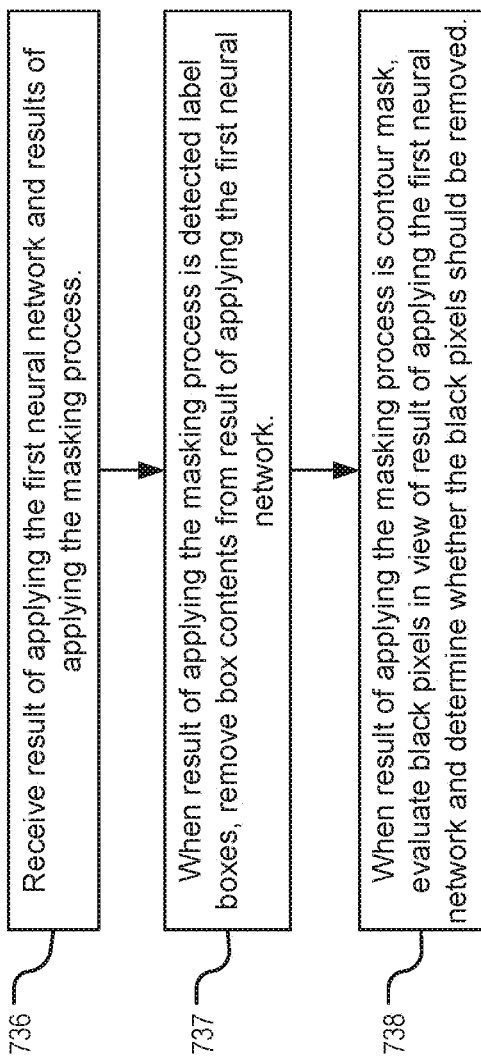 736
Receive result of applying the first neural network and results of
applying the masking process.
737
When result of applying the masking process is detected label
boxes, remove box contents from result of applying the first neural
network.
738
When result of applying the masking process is contour mask,
evaluate black pixels in view of result of applying the first neural
network and determine whether the black pixels should be removed.